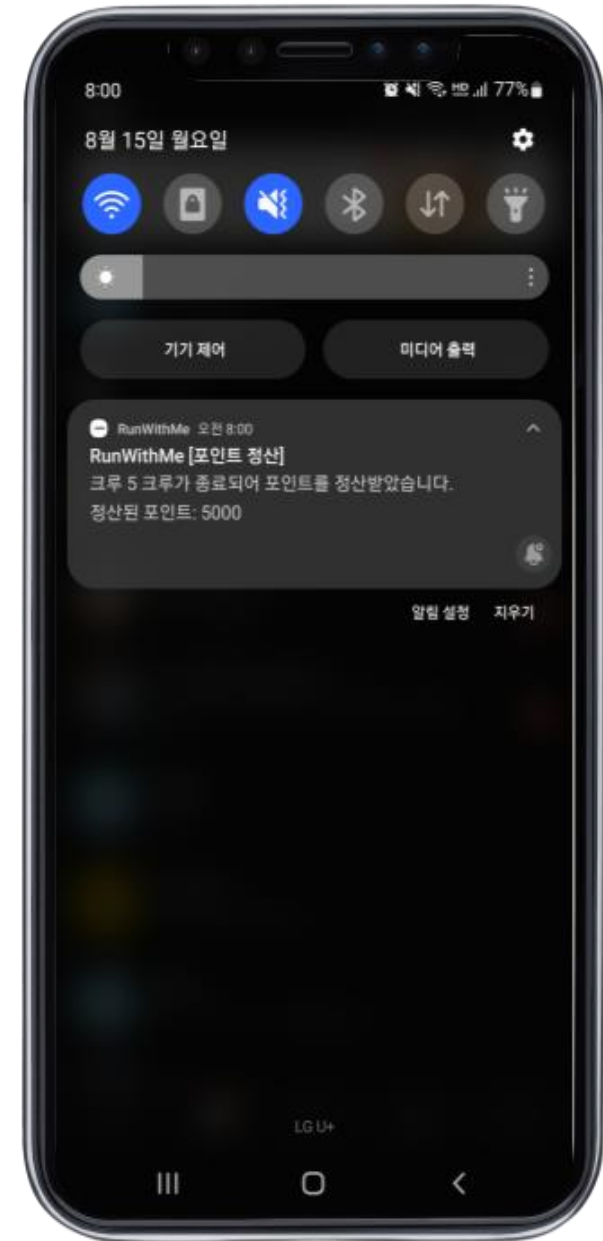 8:00 HD 77%
8월 15일 월요일
기기 제어 미디어 출력
RunWithMe 오전 8:00
RunWithMe [포인트 정산]
크루 5 크루가 종료되어 포인트를 정산받았습니다.
정산된 포인트: 5000
알림 설정 지우기
LG U+